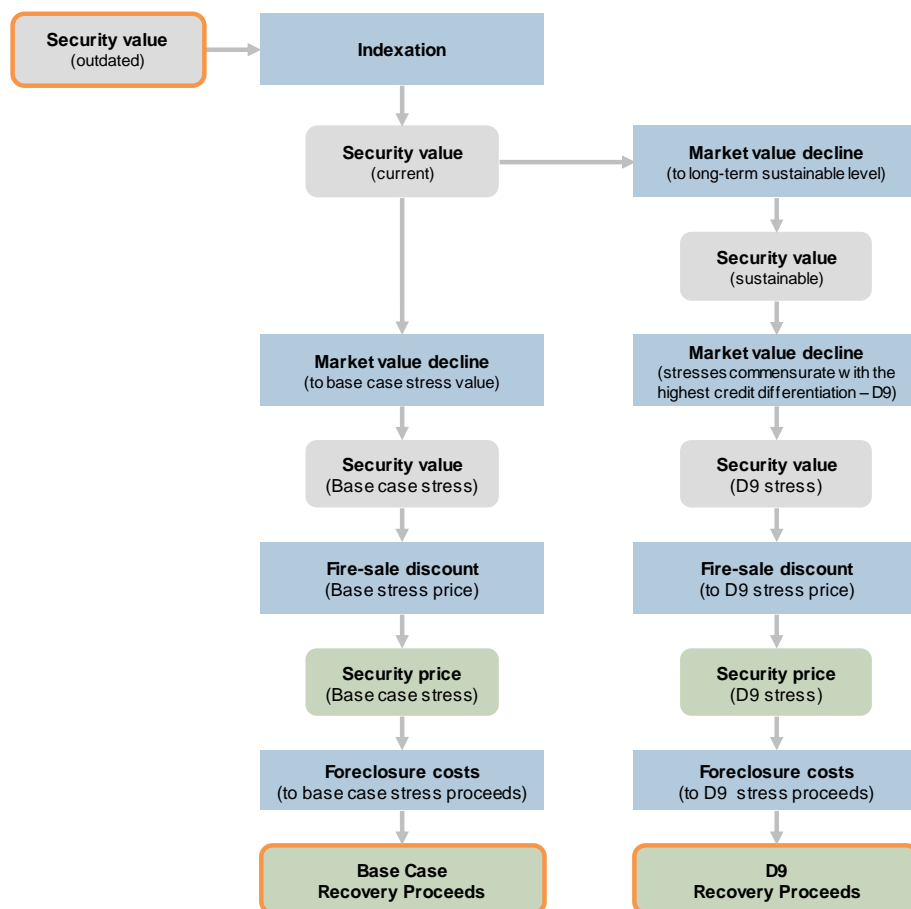 Security value
(outdated)
Indexation
Security value
(current)
Market value decline
(to long-term sustainable level)
Security value
(sustainable)
Market value decline
(to base case stress value)
Market value decline
(stresses commensurate with the
highest credit differentiation – D9)
Security value
(Base case stress)
Security value
(D9 stress)
Fire-sale discount
(Base stress price)
Fire-sale discount
(to D9 stress price)
Security price
(Base case stress)
Security price
(D9 stress)
Foreclosure costs
(to base case stress proceeds)
Foreclosure costs
(to D9 stress proceeds)
Base Case
Recovery Proceeds
D9
Recovery Proceeds